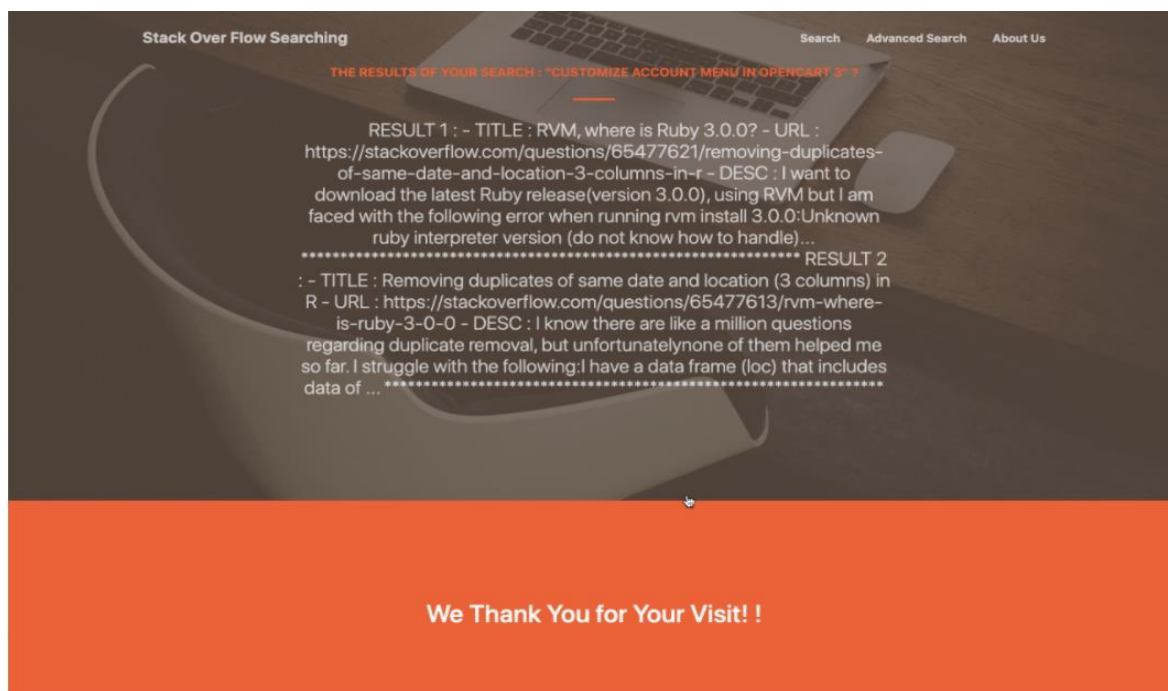 Stack Over Flow Searching
Search Advanced Search About Us
THE RESULTS OF YOUR SEARCH : "CUSTOMIZE ACCOUNT MENU IN OPENCART 3" ?
RESULT 1 : - TITLE : RVM, where is Ruby 3.0.0? - URL :
https://stackoverflow.com/questions/65477621/removing-duplicates-
of-same-date-and-location-3-columns-in-r - DESC : I want to
download the latest Ruby release(version 3.0.0), using RVM but I am
faced with the following error when running rvm install 3.0.0:Unknown
ruby interpreter version (do not know how to handle)...
**************************************************************** RESULT 2
: - TITLE : Removing duplicates of same date and location (3 columns) in
R - URL : https://stackoverflow.com/questions/65477613/rvm-where-
is-ruby-3-0-0 - DESC : I know there are like a million questions
regarding duplicate removal, but unfortunatelynone of them helped me
so far. I struggle with the following:I have a data frame (loc) that includes
data of ... ****************************************************************
We Thank You for Your Visit! !